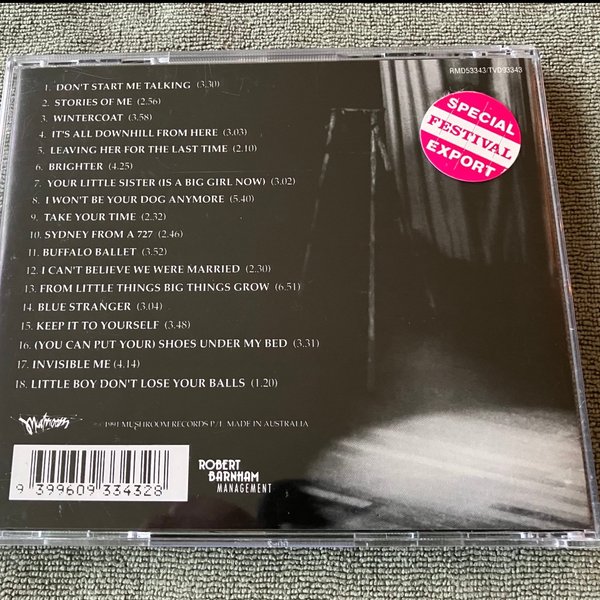 RMD53343/TVD93343
SPECIAL
FESTIVAL
EXPORT
1. DON'T START ME TALKING (3.30)
2. STORIES OF ME (2.56)
3. WINTERCOAT (3.58)
4. IT'S ALL DOWNHILL FROM HERE (3.03)
5. LEAVING HER FOR THE LAST TIME (2.10)
6. BRIGHTER (4.25)
7. YOUR LITTLE SISTER (IS A BIG GIRL NOW) (3.02)
8. I WON'T BE YOUR DOG ANYMORE (5.40)
9. TAKE YOUR TIME (2.32)
10. SYDNEY FROM A 727 (2.46)
11. BUFFALO BALLET (3.52)
12. I CAN'T BELIEVE WE WERE MARRIED (2.30)
13. FROM LITTLE THINGS BIG THINGS GROW (6.51)
14. BLUE STRANGER (3.04)
15. KEEP IT TO YOURSELF (3.48)
16. (YOU CAN PUT YOUR) SHOES UNDER MY BED (3.31)
17. INVISIBLE ME (4.14)
18. LITTLE BOY DON'T LOSE YOUR BALLS (1.20)
Mushroom
1991 MUSHROOM RECORDS P/L MADE IN AUSTRALIA
9 399609 334328
ROBERT
BARNHAM
MANAGEMENT